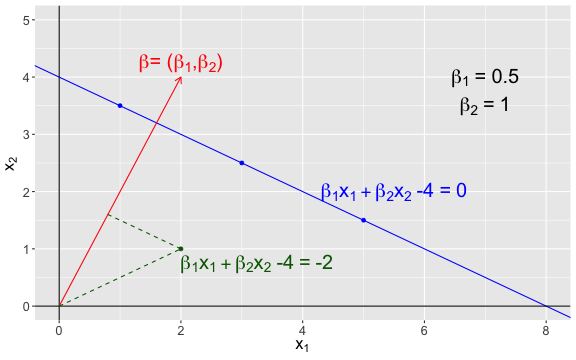 5
4
3
2
1
0
x₂
β= (β₁,β₂)
β₁ = 0.5
β₂ = 1
β₁x₁ + β₂x₂ -4 = 0
β₁x₁ + β₂x₂ -4 = -2
0 2 4 6 8
x₁